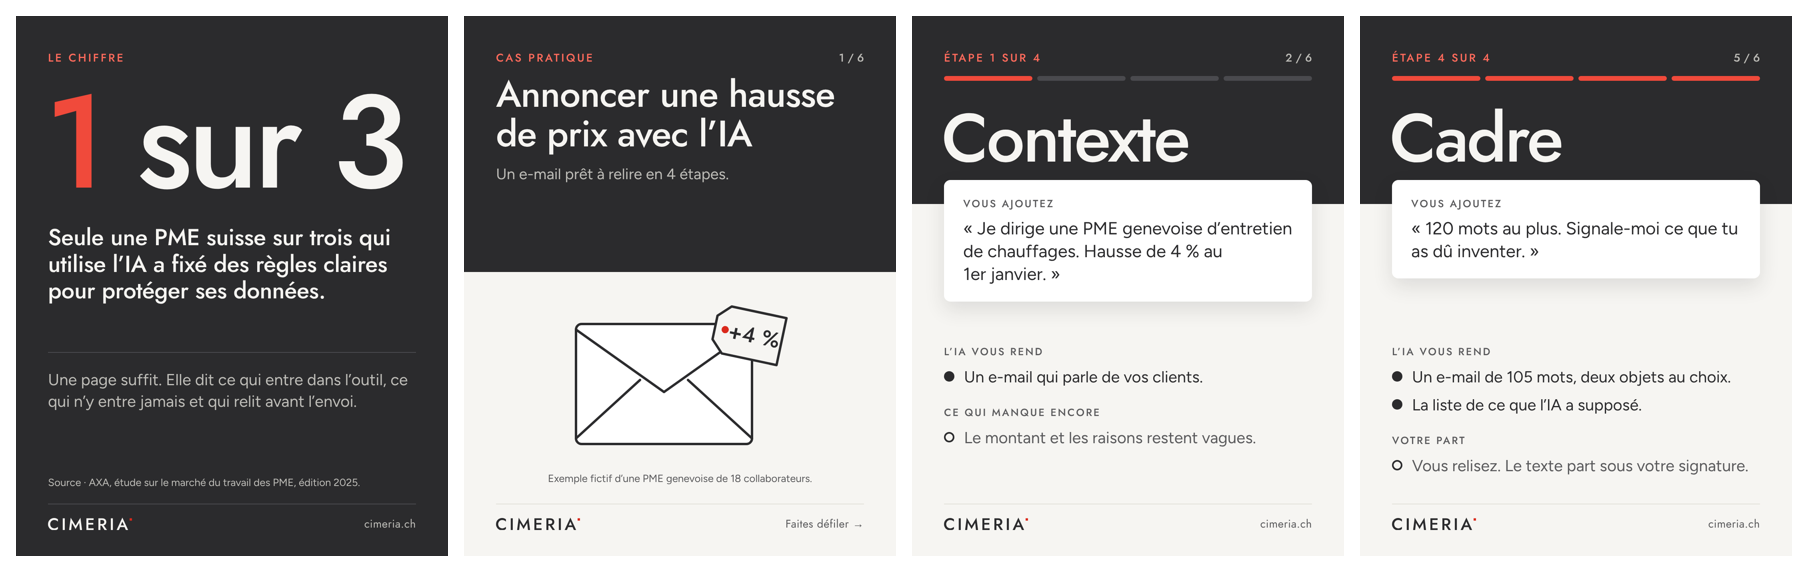 LE CHIFFRE
1 sur 3
Seule une PME suisse sur trois qui
utilise l’IA a fixé des règles claires
pour protéger ses données.
Une page suffit. Elle dit ce qui entre dans l’outil, ce
qui n’y entre jamais et qui relit avant l’envoi.
Source · AXA, étude sur le marché du travail des PME, édition 2025.
CIMERIA
cimeria.ch
CAS PRATIQUE
1 / 6
Annoncer une hausse
de prix avec l’IA
Un e-mail prêt à relire en 4 étapes.
+4 %
Exemple fictif d’une PME genevoise de 18 collaborateurs.
CIMERIA
Faites défiler →
ÉTAPE 1 SUR 4
2 / 6
Contexte
VOUS AJOUTEZ
« Je dirige une PME genevoise d’entretien
de chauffages. Hausse de 4 % au
1er janvier. »
L’IA VOUS REND
Un e-mail qui parle de vos clients.
CE QUI MANQUE ENCORE
Le montant et les raisons restent vagues.
CIMERIA
cimeria.ch
ÉTAPE 4 SUR 4
5 / 6
Cadre
VOUS AJOUTEZ
« 120 mots au plus. Signale-moi ce que tu
as dû inventer. »
L’IA VOUS REND
Un e-mail de 105 mots, deux objets au choix.
La liste de ce que l’IA a supposé.
VOTRE PART
Vous relisez. Le texte part sous votre signature.
CIMERIA
cimeria.ch